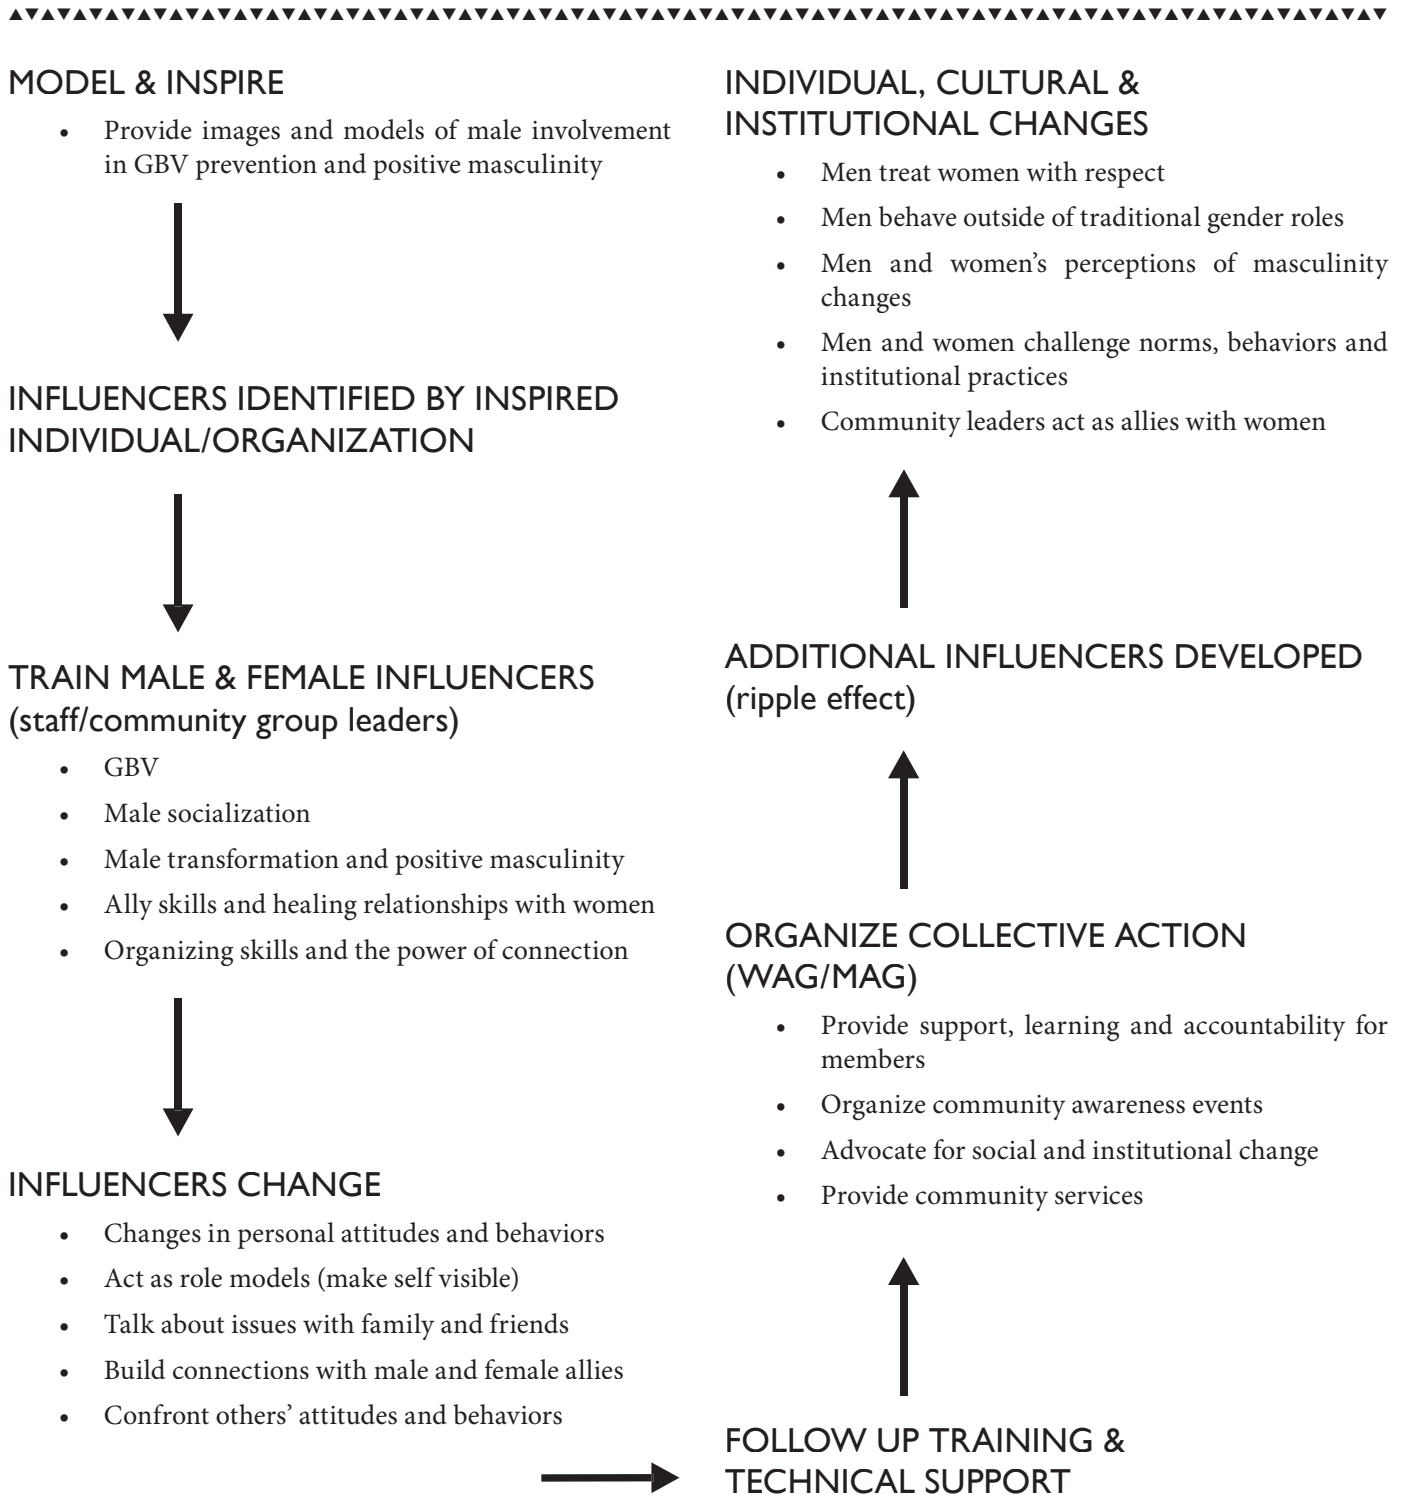 MODEL & INSPIRE
• Provide images and models of male involvement
in GBV prevention and positive masculinity
INFLUENCERS IDENTIFIED BY INSPIRED
INDIVIDUAL/ORGANIZATION
TRAIN MALE & FEMALE INFLUENCERS
(staff/community group leaders)
• GBV
• Male socialization
• Male transformation and positive masculinity
• Ally skills and healing relationships with women
• Organizing skills and the power of connection
INFLUENCERS CHANGE
• Changes in personal attitudes and behaviors
• Act as role models (make self visible)
• Talk about issues with family and friends
• Build connections with male and female allies
• Confront others’ attitudes and behaviors
FOLLOW UP TRAINING &
TECHNICAL SUPPORT
ORGANIZE COLLECTIVE ACTION
(WAG/MAG)
• Provide support, learning and accountability for
members
• Organize community awareness events
• Advocate for social and institutional change
• Provide community services
ADDITIONAL INFLUENCERS DEVELOPED
(ripple effect)
INDIVIDUAL, CULTURAL &
INSTITUTIONAL CHANGES
• Men treat women with respect
• Men behave outside of traditional gender roles
• Men and women’s perceptions of masculinity
changes
• Men and women challenge norms, behaviors and
institutional practices
• Community leaders act as allies with women